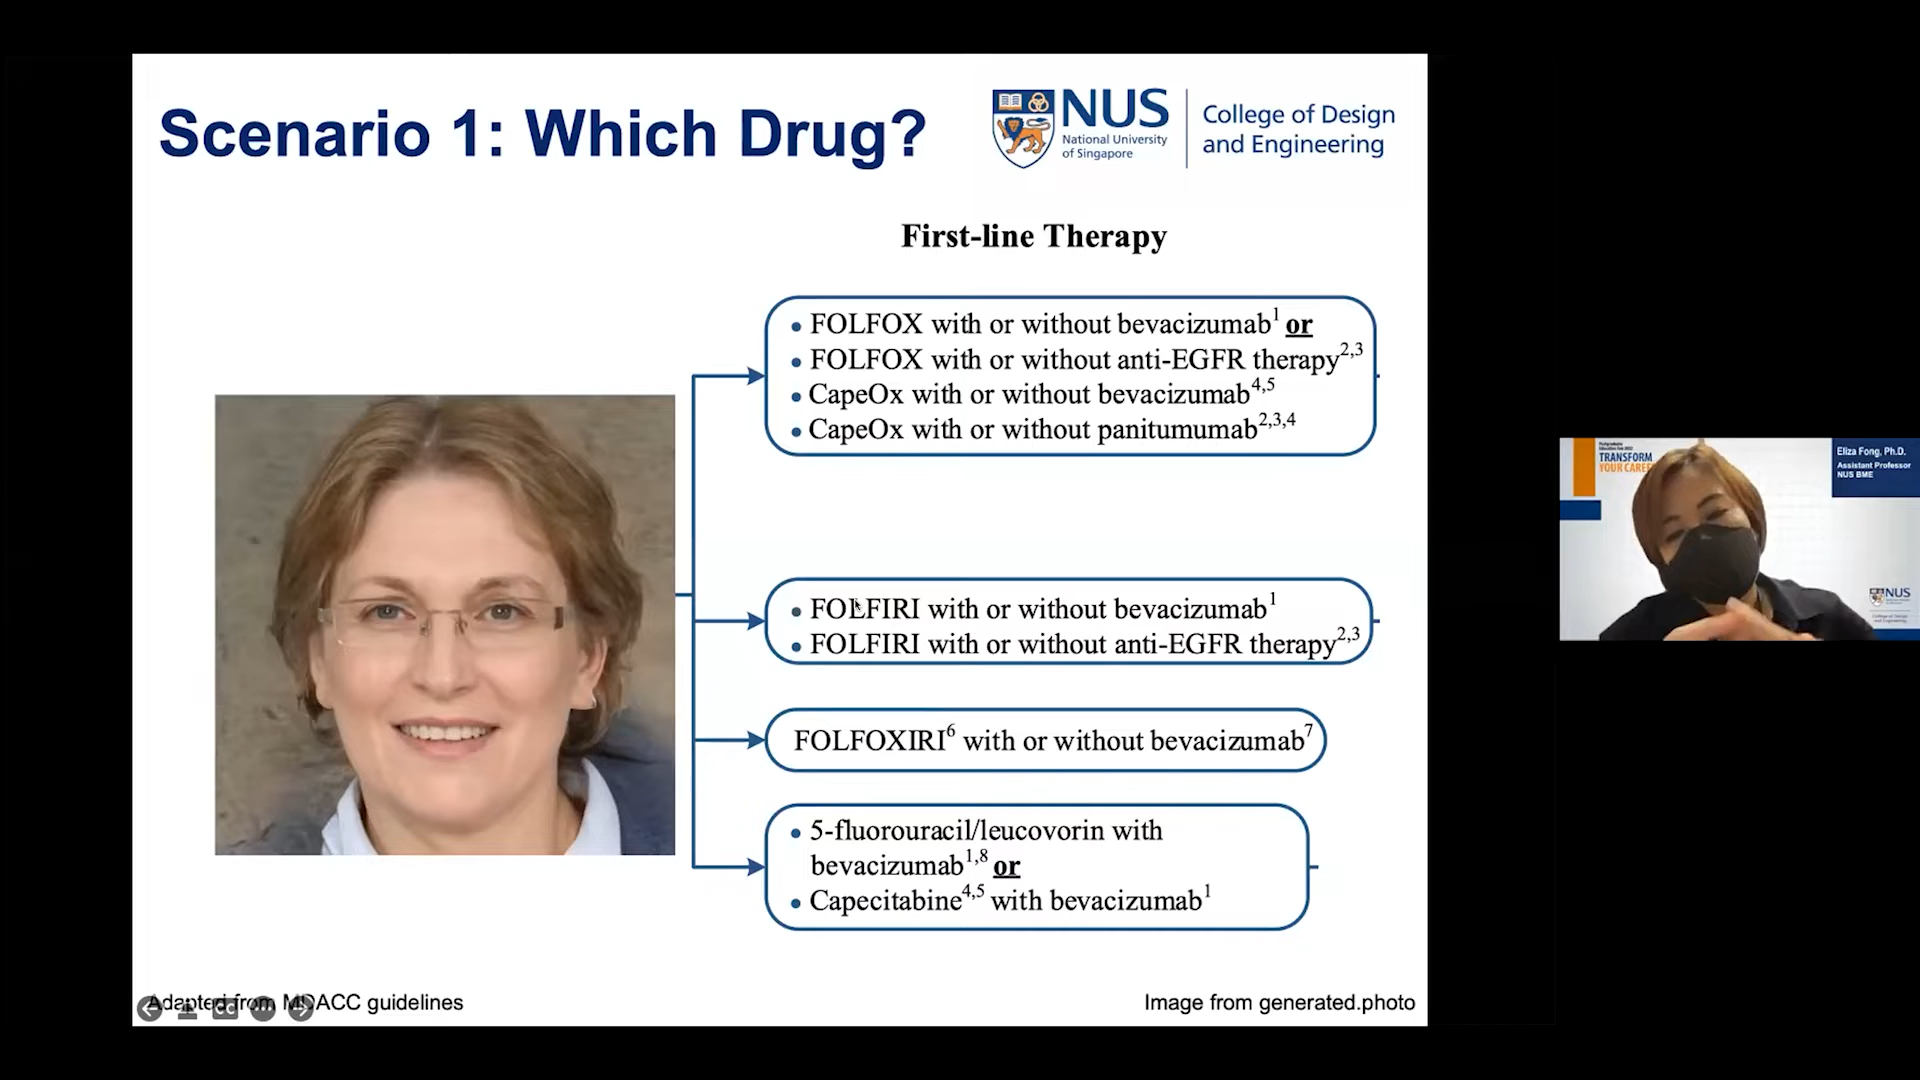 Scenario 1: Which Drug?
NUS
National University
of Singapore
College of Design
and Engineering
First-line Therapy
• FOLFOX with or without bevacizumab¹ or
• FOLFOX with or without anti-EGFR therapy²,³
• CapeOx with or without bevacizumab⁴,⁵
• CapeOx with or without panitumumab²,³,⁴
• FOLFIRI with or without bevacizumab¹
• FOLFIRI with or without anti-EGFR therapy²,³
FOLFOXIRI⁶ with or without bevacizumab⁷
• 5-fluorouracil/leucovorin with
bevacizumab¹,⁸ or
• Capecitabine⁴,⁵ with bevacizumab¹
Adapted from MDACC guidelines
CC
Image from generated.photo
TRANSFORM
YOUR CAREE
Eliza Fong, Ph.D.
Assistant Professor
NUS BME
NUS